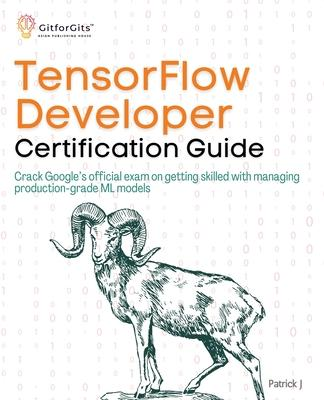 GitforGits™
ASIAN PUBLISHING HOUSE
TensorFlow
Developer
Certification Guide
Crack Google's official exam on getting skilled with managing
production-grade ML models
Patrick J